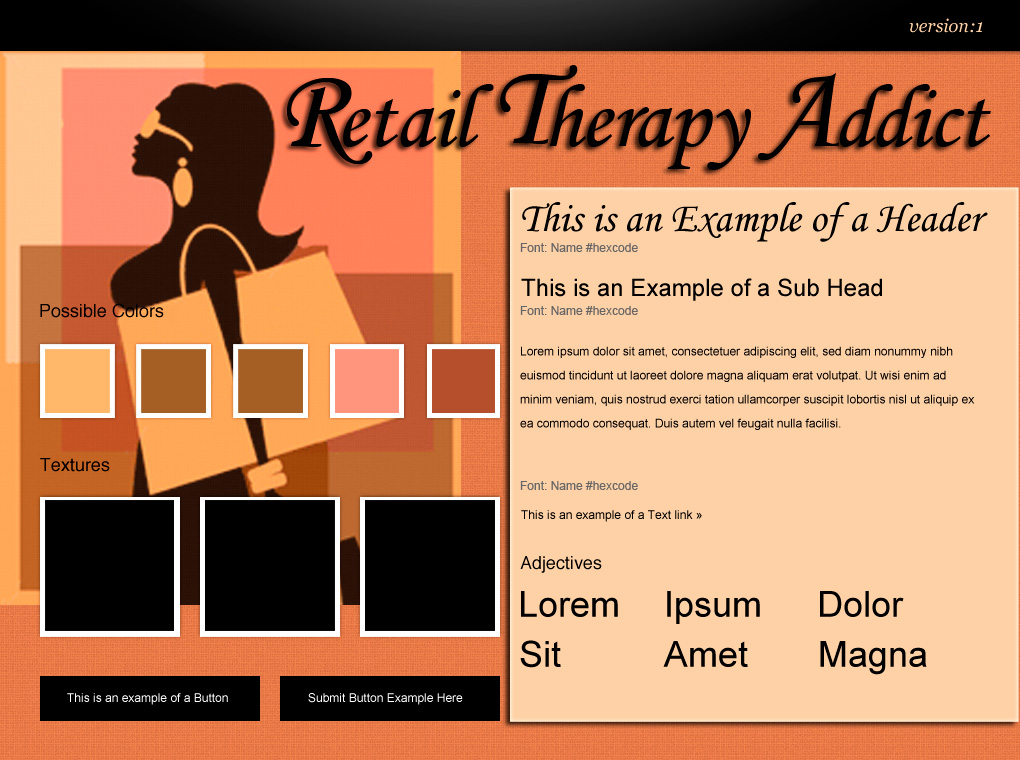 version:1
Retail Therapy Addict
This is an Example of a Header
Font: Name #hexcode
This is an Example of a Sub Head
Font: Name #hexcode
Lorem ipsum dolor sit amet, consectetuer adipiscing elit, sed diam nonummy nibh
euismod tincidunt ut laoreet dolore magna aliquam erat volutpat. Ut wisi enim ad
minim veniam, quis nostrud exerci tation ullamcorper suscipit lobortis nisl ut aliquip ex
ea commodo consequat. Duis autem vel feugait nulla facilisi.
Font: Name #hexcode
This is an example of a Text link »
Adjectives
Lorem Ipsum Dolor
Sit Amet Magna
Possible Colors
Textures
This is an example of a Button
Submit Button Example Here